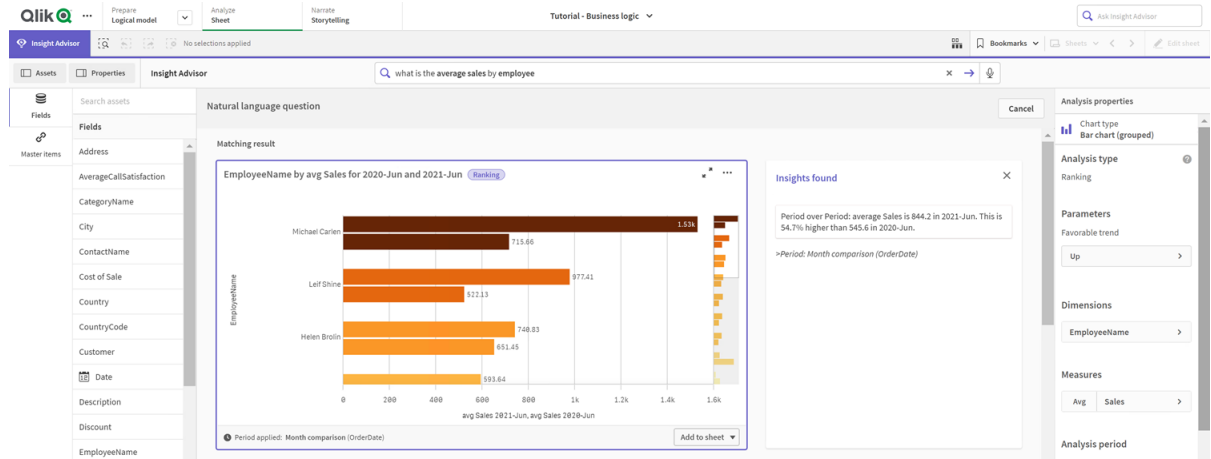 Qlik
Prepare
Logical model
Analyze
Sheet
Narrate
Storytelling
Tutorial - Business logic
Ask Insight Advisor
Insight Advisor
No selections applied
Bookmarks
Sheets
Edit sheet
Assets
Properties
Insight Advisor
what is the average sales by employee
Fields
Master items
Search assets
Fields
Address
AverageCallSatisfaction
CategoryName
City
ContactName
Cost of Sale
Country
CountryCode
Customer
Date
Description
Discount
EmployeeName
Natural language question
Cancel
Matching result
EmployeeName by avg Sales for 2020-Jun and 2021-Jun
Ranking
EmployeeName
Michael Carlen
1.53k
715.66
Leif Shine
977.41
522.13
Helen Brolin
740.83
651.45
593.64
0 200 400 600 800 1k 1.2k 1.4k 1.6k
avg Sales 2021-Jun, avg Sales 2020-Jun
Period applied: Month comparison (OrderDate)
Add to sheet
Insights found
Period over Period: average Sales is 844.2 in 2021-Jun. This is
54.7% higher than 545.6 in 2020-Jun.
>Period: Month comparison (OrderDate)
Analysis properties
Chart type
Bar chart (grouped)
Analysis type
Ranking
Parameters
Favorable trend
Up
Dimensions
EmployeeName
Measures
Avg Sales
Analysis period